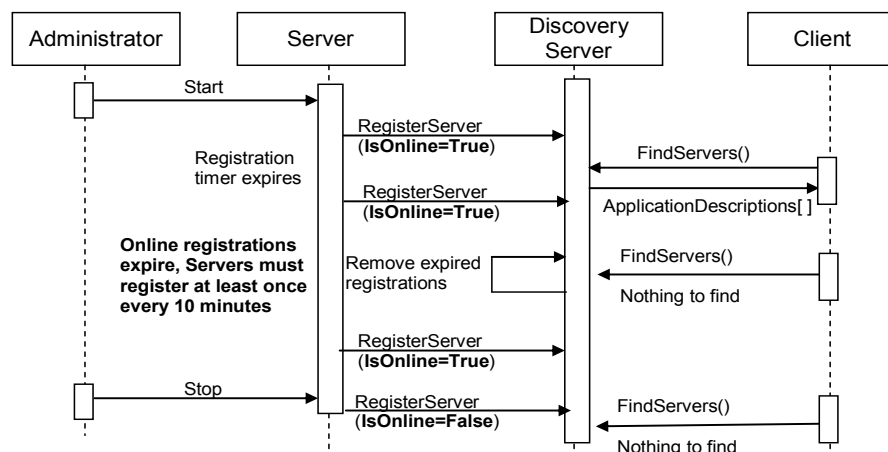 Administrator
Server
Discovery
Server
Client
Start
RegisterServer
(IsOnline=True)
FindServers()
Registration
timer expires
RegisterServer
(IsOnline=True)
ApplicationDescriptions[ ]
Online registrations
expire, Servers must
register at least once
every 10 minutes
Remove expired
registrations
FindServers()
Nothing to find
RegisterServer
(IsOnline=True)
Stop
RegisterServer
(IsOnline=False)
FindServers()
Nothing to find